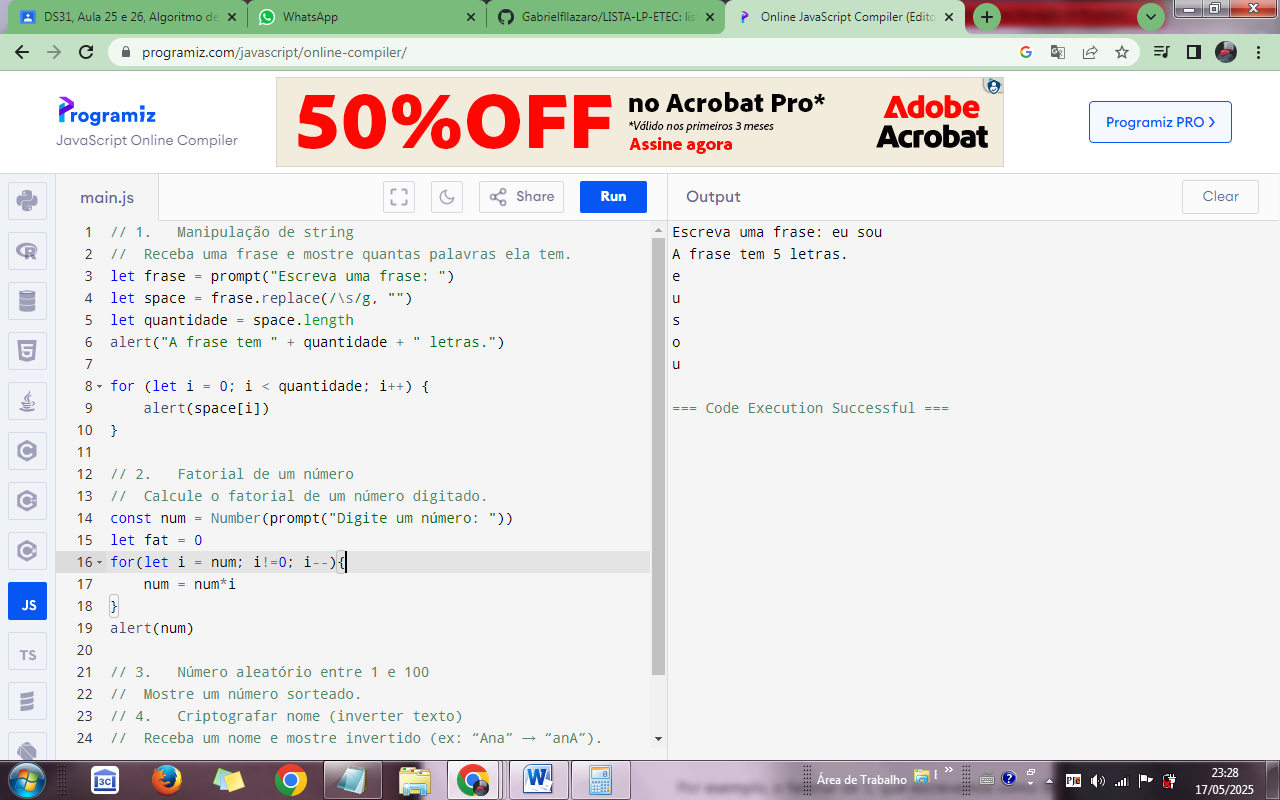 DS31, Aula 25 e 26, Algoritmo de
WhatsApp
Gabrielfllazaro/LISTA-LP-ETEC: lis
Online JavaScript Compiler (Edito
programiz.com/javascript/online-compiler/
Programiz
JavaScript Online Compiler
50%OFF
no Acrobat Pro*
*Válido nos primeiros 3 meses
Assine agora
Adobe
Acrobat
Programiz PRO >
main.js
Share
Run
Output
Clear
1 // 1. Manipulação de string
2 // Receba uma frase e mostre quantas palavras ela tem.
3 let frase = prompt("Escreva uma frase: ")
4 let space = frase.replace(/\s/g, "")
5 let quantidade = space.length
6 alert("A frase tem " + quantidade + " letras.")
7
8 for (let i = 0; i < quantidade; i++) {
9 alert(space[i])
10 }
11
12 // 2. Fatorial de um número
13 // Calcule o fatorial de um número digitado.
14 const num = Number(prompt("Digite um número: "))
15 let fat = 0
16 for(let i = num; i!=0; i--){
17 num = num*i
18 }
19 alert(num)
20
21 // 3. Número aleatório entre 1 e 100
22 // Mostre um número sorteado.
23 // 4. Criptografar nome (inverter texto)
24 // Receba um nome e mostre invertido (ex: “Ana” → “anA”).
Escreva uma frase: eu sou
A frase tem 5 letras.
e
u
s
o
u
=== Code Execution Successful ===
JS
TS
3C
Área de Trabalho
E
PJe
23:28
17/05/2025